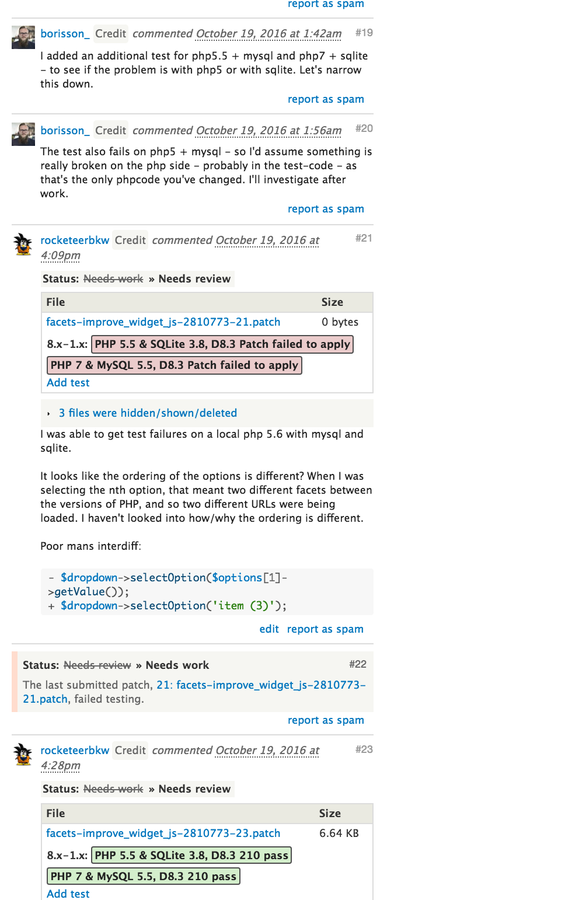 report as spam
borisson_ Credit commented October 19, 2016 at 1:42am #19
I added an additional test for php5.5 + mysql and php7 + sqlite
– to see if the problem is with php5 or with sqlite. Let's narrow
this down.
report as spam
borisson_ Credit commented October 19, 2016 at 1:56am #20
The test also fails on php5 + mysql – so I'd assume something is
really broken on the php side – probably in the test-code – as
that's the only phpcode you've changed. I'll investigate after
work.
report as spam
rocketeerbkw Credit commented October 19, 2016 at #21
4:09pm
Status: Needs work » Needs review
File Size
facets-improve_widget_js-2810773-21.patch 0 bytes
8.x-1.x: PHP 5.5 & SQLite 3.8, D8.3 Patch failed to apply
PHP 7 & MySQL 5.5, D8.3 Patch failed to apply
Add test
3 files were hidden/shown/deleted
I was able to get test failures on a local php 5.6 with mysql and
sqlite.
It looks like the ordering of the options is different? When I was
selecting the nth option, that meant two different facets between
the versions of PHP, and so two different URLs were being
loaded. I haven't looked into how/why the ordering is different.
Poor mans interdiff:
- $dropdown->selectOption($options[1]-
>getValue());
+ $dropdown->selectOption('item (3)');
edit report as spam
Status: Needs review » Needs work #22
The last submitted patch, 21: facets-improve_widget_js-2810773-
21.patch, failed testing.
report as spam
rocketeerbkw Credit commented October 19, 2016 at #23
4:28pm
Status: Needs work » Needs review
File Size
facets-improve_widget_js-2810773-23.patch 6.64 KB
8.x-1.x: PHP 5.5 & SQLite 3.8, D8.3 210 pass
PHP 7 & MySQL 5.5, D8.3 210 pass
Add test